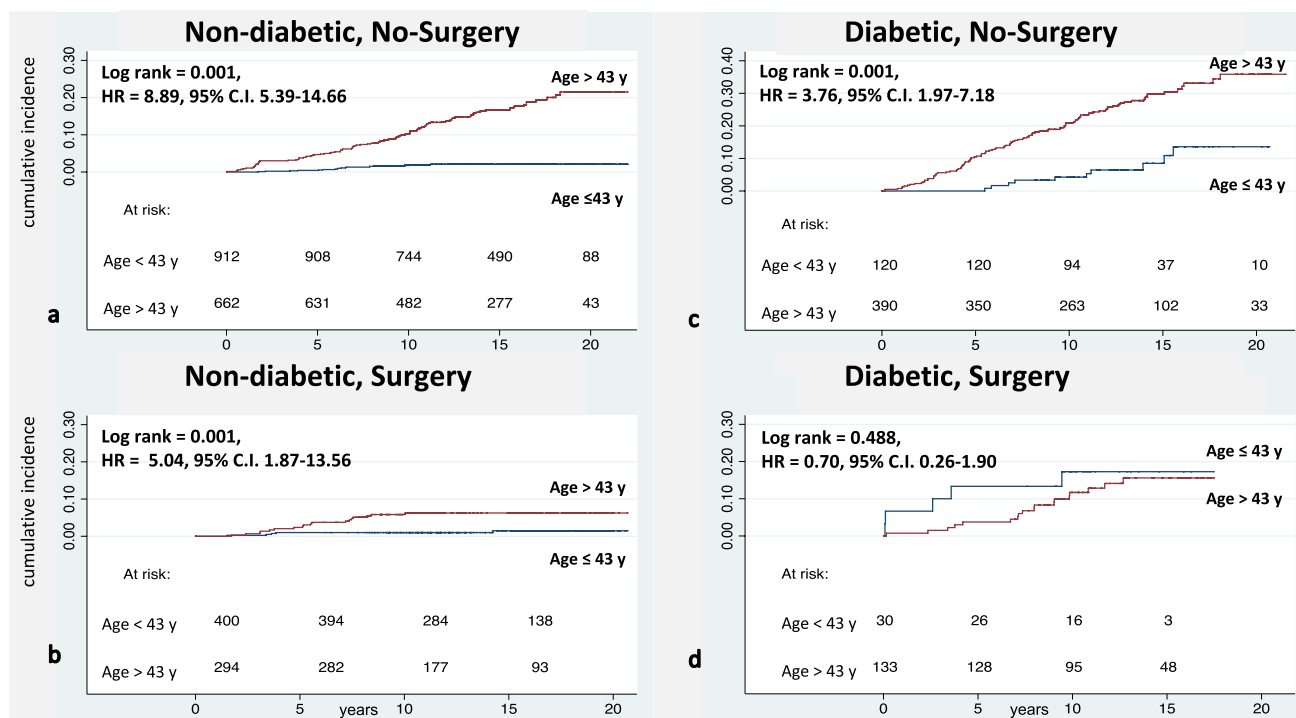 Non-diabetic, No-Surgery
cumulative incidence
0.00 0.10 0.20 0.30
Log rank = 0.001,
HR = 8.89, 95% C.I. 5.39-14.66
Age > 43 y
Age ≤43 y
At risk:
Age < 43 y 912 908 744 490 88
Age > 43 y 662 631 482 277 43
a
0 5 10 15 20
Diabetic, No-Surgery
0.00 0.10 0.20 0.30 0.40
Log rank = 0.001,
HR = 3.76, 95% C.I. 1.97-7.18
Age > 43 y
Age ≤ 43 y
At risk:
Age < 43 y 120 120 94 37 10
Age > 43 y 390 350 263 102 33
c
0 5 10 15 20
Non-diabetic, Surgery
cumulative incidence
0.00 0.10 0.20 0.30
Log rank = 0.001,
HR = 5.04, 95% C.I. 1.87-13.56
Age > 43 y
Age ≤ 43 y
At risk:
Age < 43 y 400 394 284 138
Age > 43 y 294 282 177 93
b
0 5 years 10 15 20
Diabetic, Surgery
0.00 0.10 0.20 0.30
Log rank = 0.488,
HR = 0.70, 95% C.I. 0.26-1.90
Age ≤ 43 y
Age > 43 y
At risk:
Age < 43 y 30 26 16 3
Age > 43 y 133 128 95 48
d
0 5 years 10 15 20